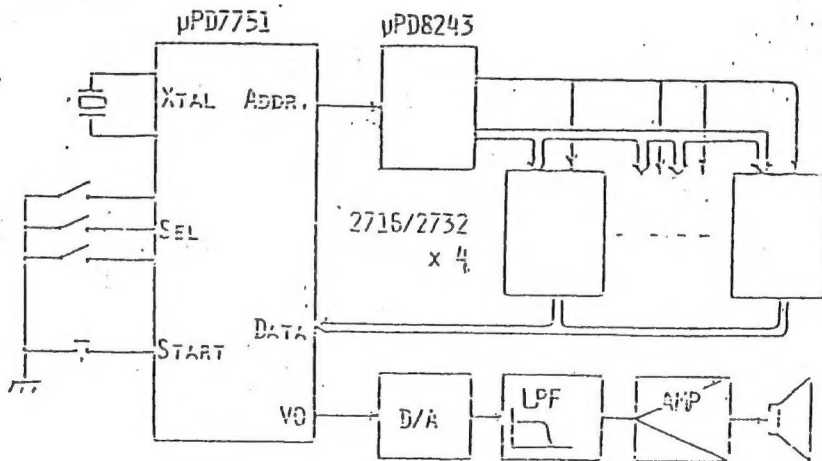 μPD7751
μPD8243
XTAL
ADDR.
SEL
2716/2732
x 4
DATA
START
VO
D/A
LPF
AMP